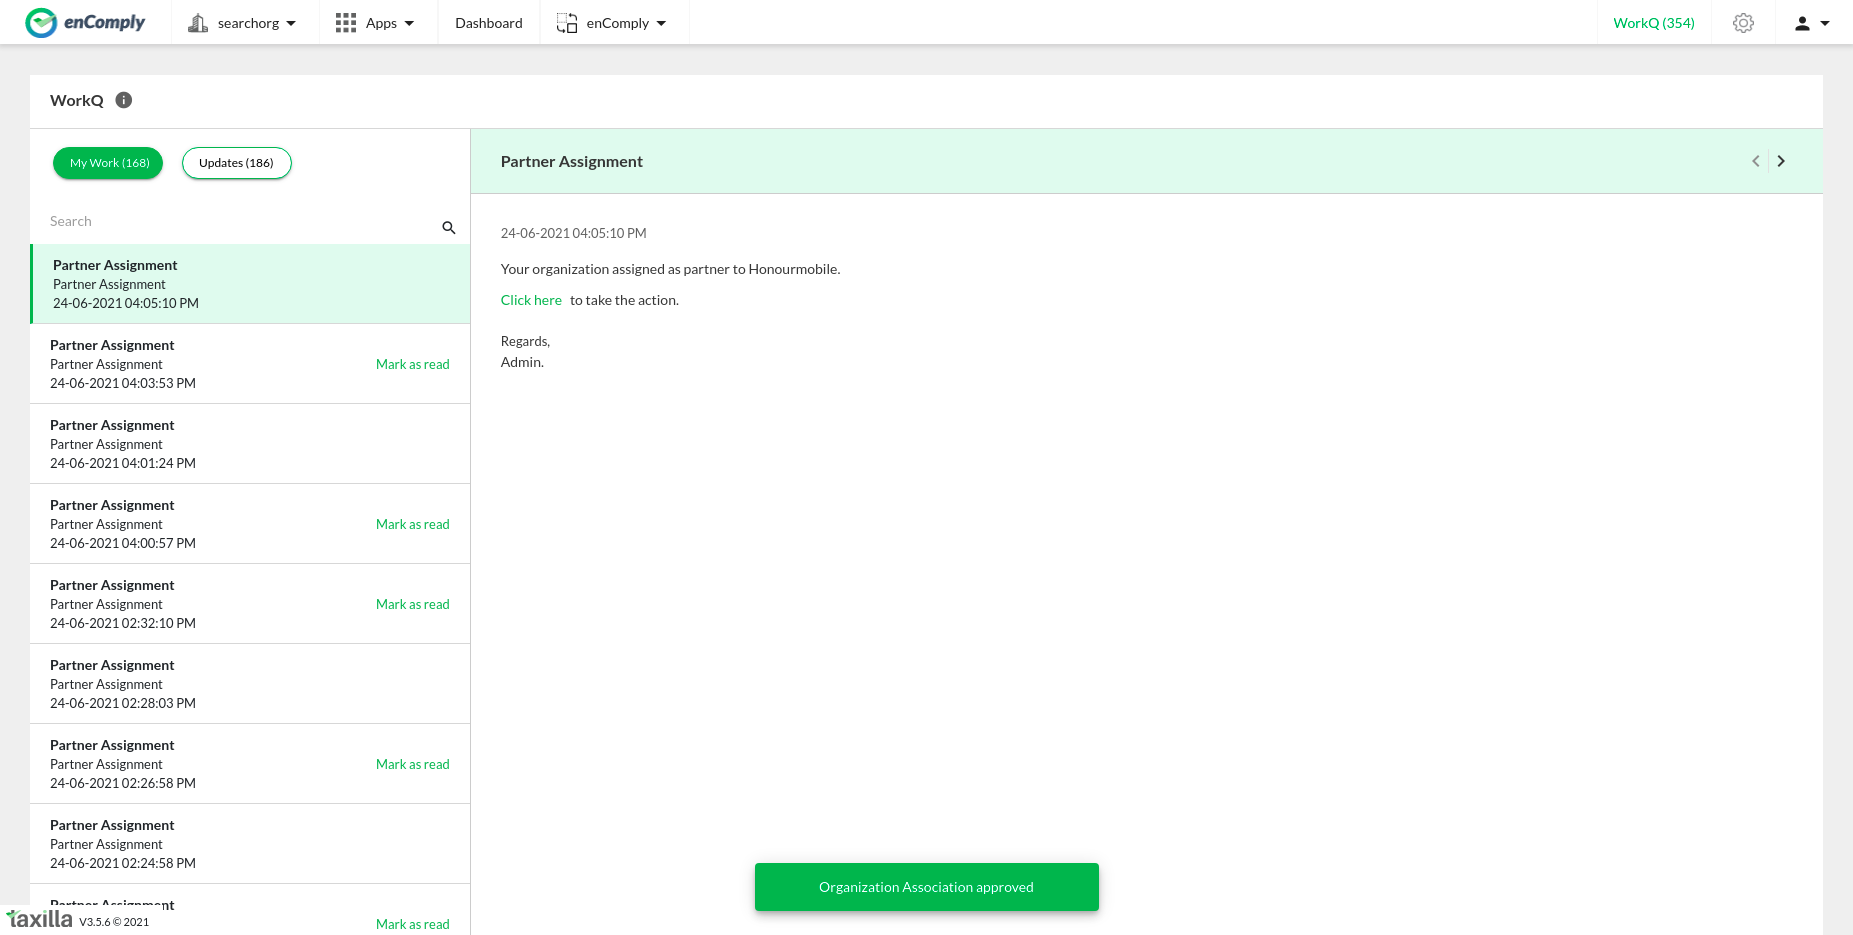 enComply
searchorg
Apps
Dashboard
enComply
WorkQ (354)
WorkQ
My Work (168)
Updates (186)
Search
Partner Assignment
Partner Assignment
24-06-2021 04:05:10 PM
Partner Assignment
Partner Assignment
Mark as read
24-06-2021 04:03:53 PM
Partner Assignment
Partner Assignment
24-06-2021 04:01:24 PM
Partner Assignment
Partner Assignment
Mark as read
24-06-2021 04:00:57 PM
Partner Assignment
Partner Assignment
Mark as read
24-06-2021 02:32:10 PM
Partner Assignment
Partner Assignment
24-06-2021 02:28:03 PM
Partner Assignment
Partner Assignment
Mark as read
24-06-2021 02:26:58 PM
Partner Assignment
Partner Assignment
24-06-2021 02:24:58 PM
Partner Assignment
Mark as read
taxilla V3.5.6 © 2021
Partner Assignment
24-06-2021 04:05:10 PM
Your organization assigned as partner to Honourmobile.
Click here to take the action.
Regards,
Admin.
Organization Association approved